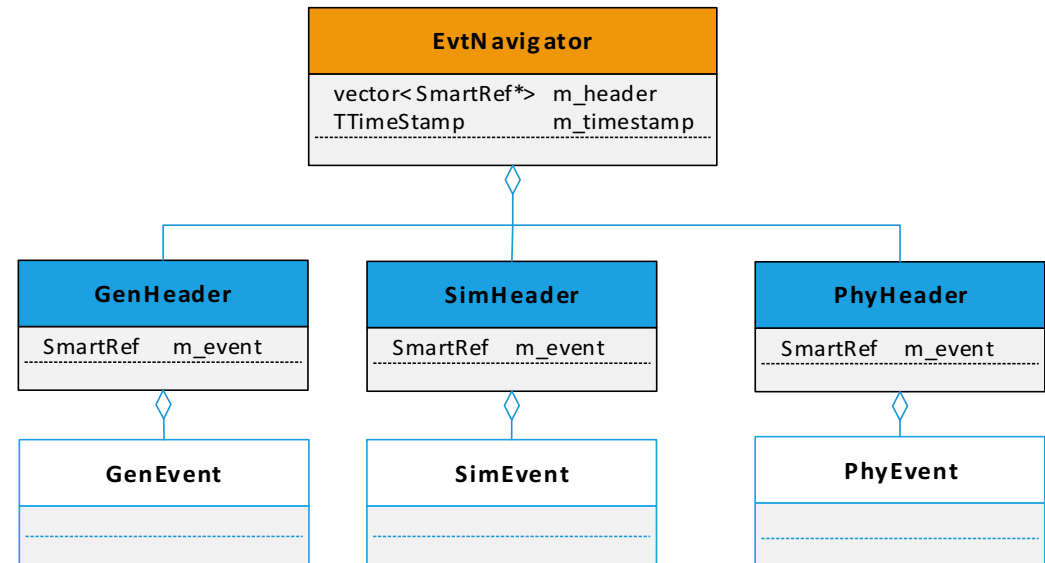 EvtNavigator
vector<SmartRef*> m_header
TTimeStamp m_timestamp
GenHeader
SimHeader
PhyHeader
SmartRef m_event
SmartRef m_event
SmartRef m_event
GenEvent
SimEvent
PhyEvent